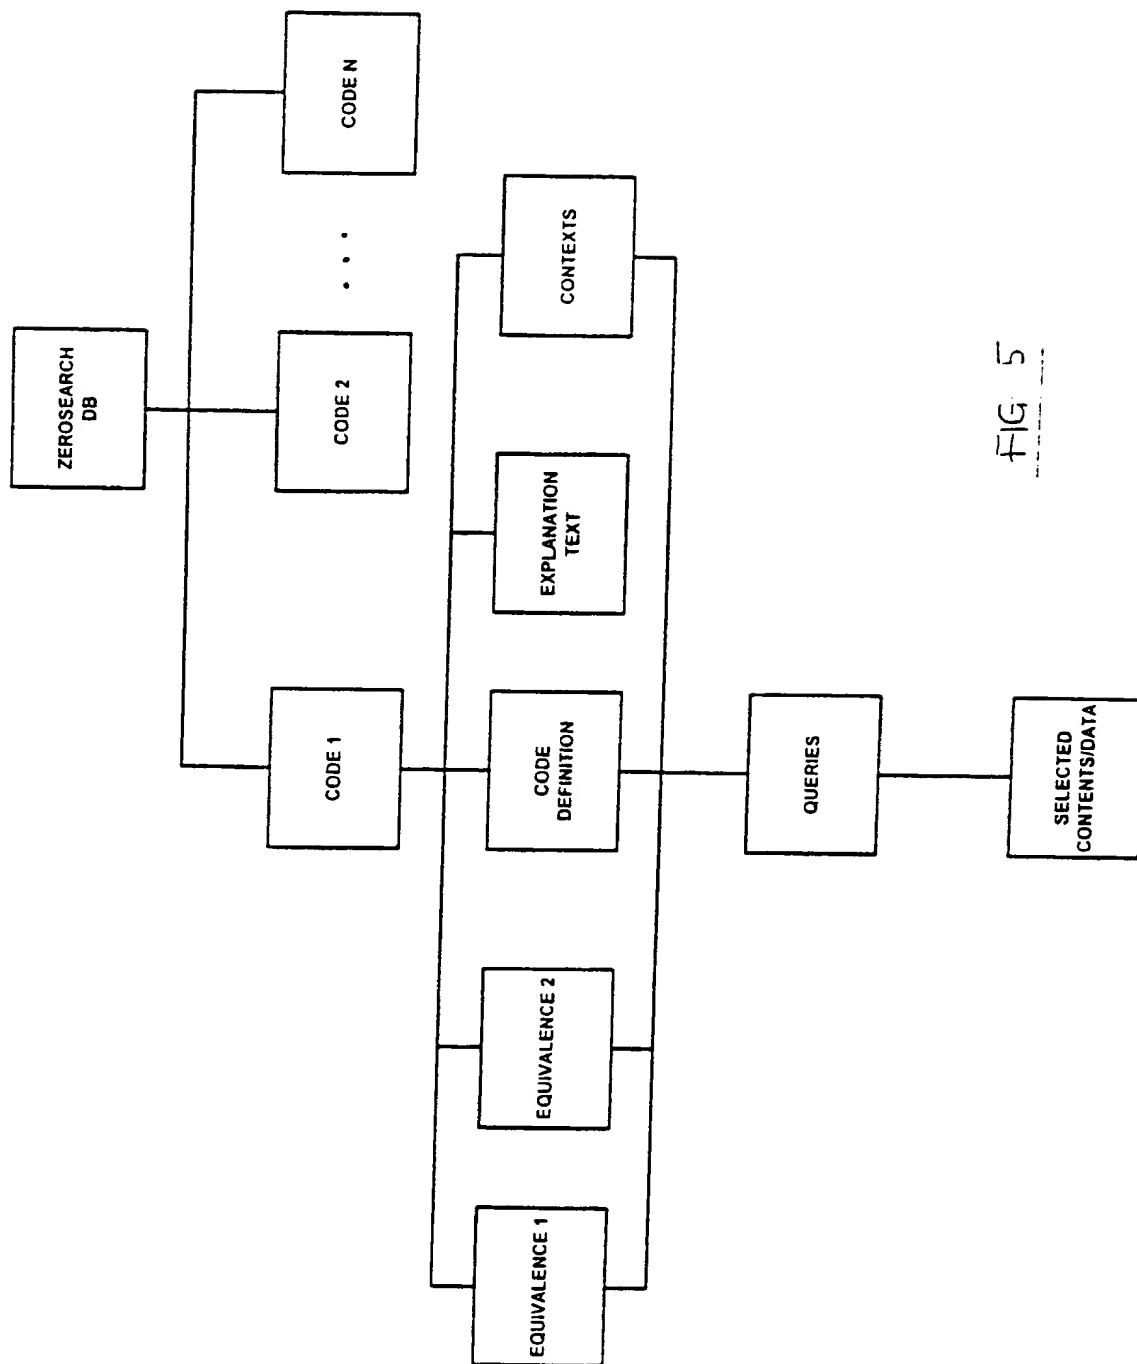 ZEROSEARCH
DB
CODE 1
CODE 2
. . .
CODE N
EQUIVALENCE 1
EQUIVALENCE 2
CODE
DEFINITION
EXPLANATION
TEXT
CONTEXTS
QUERIES
SELECTED
CONTENTS/DATA
FIG 5